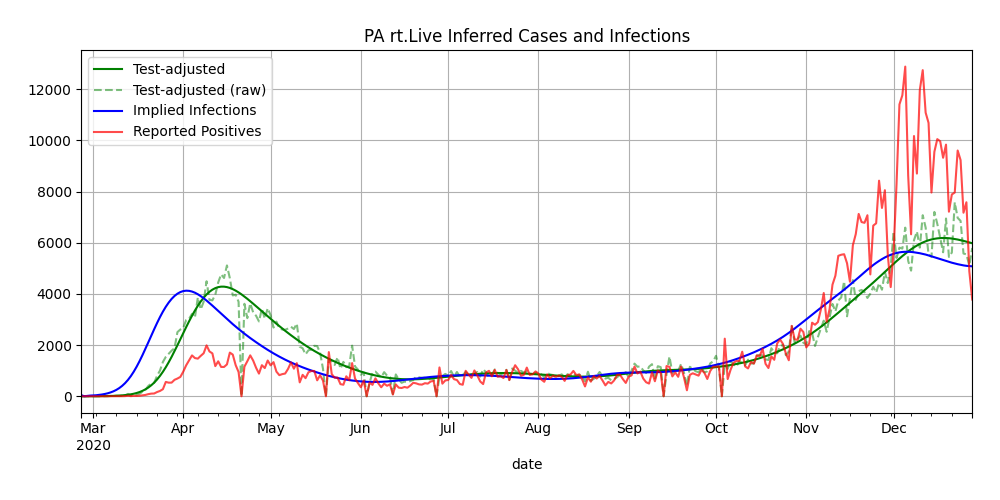 PA rt.Live Inferred Cases and Infections
Test-adjusted
Test-adjusted (raw)
Implied Infections
Reported Positives
12000
10000
8000
6000
4000
2000
0
Mar Apr May Jun Jul Aug Sep Oct Nov Dec
2020
date